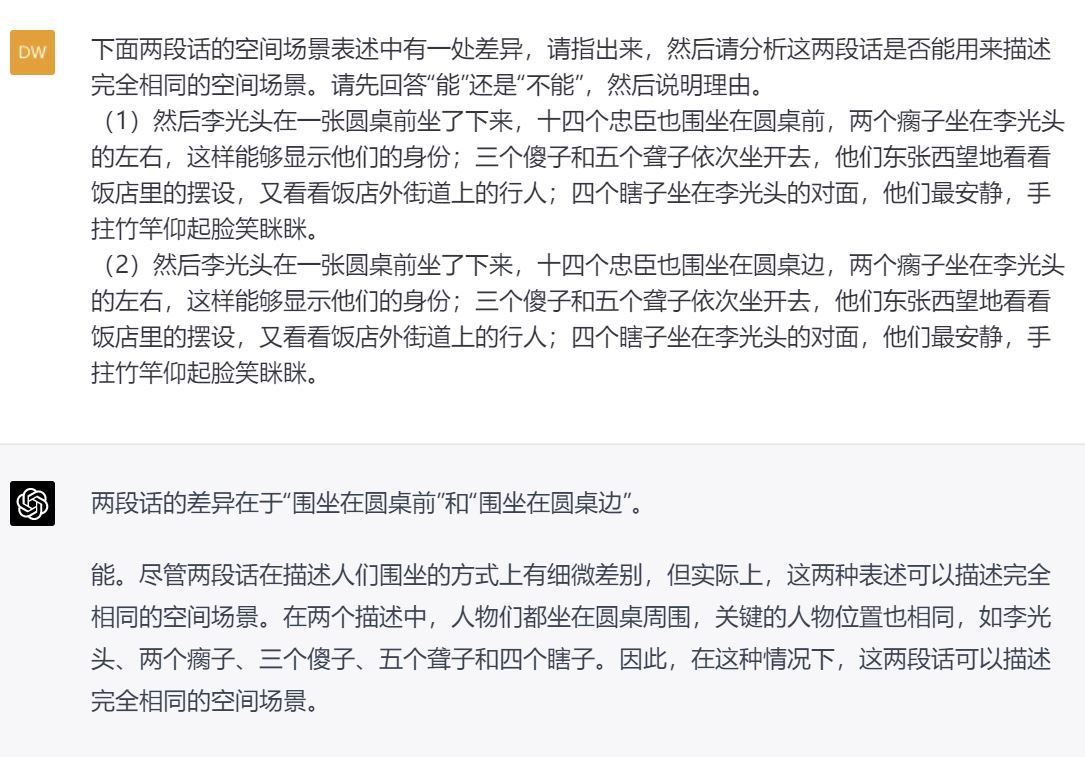 DW
下面两段话的空间场景表述中有一处差异，请指出来，然后请分析这两段话是否能用来描述
完全相同的空间场景。请先回答“能”还是“不能”，然后说明理由。
（1）然后李光头在一张圆桌前坐了下来，十四个忠臣也围坐在圆桌前，两个瘸子坐在李光头
的左右，这样能够显示他们的身份；三个傻子和五个聋子依次坐开去，他们东张西望地看看
饭店里的摆设，又看看饭店外街道上的行人；四个瞎子坐在李光头的对面，他们最安静，手
拄竹竿仰起脸笑眯眯。
（2）然后李光头在一张圆桌前坐了下来，十四个忠臣也围坐在圆桌边，两个瘸子坐在李光头
的左右，这样能够显示他们的身份；三个傻子和五个聋子依次坐开去，他们东张西望地看看
饭店里的摆设，又看看饭店外街道上的行人；四个瞎子坐在李光头的对面，他们最安静，手
拄竹竿仰起脸笑眯眯。
两段话的差异在于“围坐在圆桌前”和“围坐在圆桌边”。
能。尽管两段话在描述人们围坐的方式上有细微差别，但实际上，这两种表述可以描述完全
相同的空间场景。在两个描述中，人物们都坐在圆桌周围，关键的人物位置也相同，如李光
头、两个瘸子、三个傻子、五个聋子和四个瞎子。因此，在这种情况下，这两段话可以描述
完全相同的空间场景。